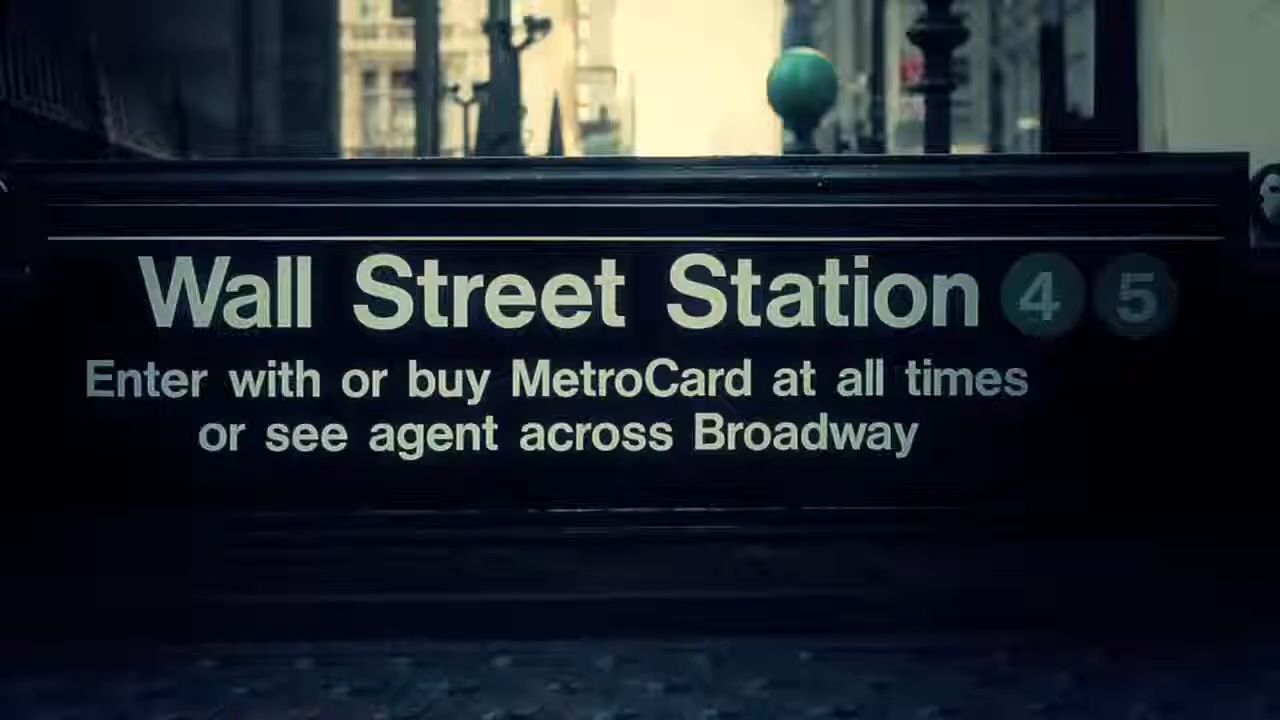 Wall Street Station 4 5
Enter with or buy MetroCard at all times
or see agent across Broadway